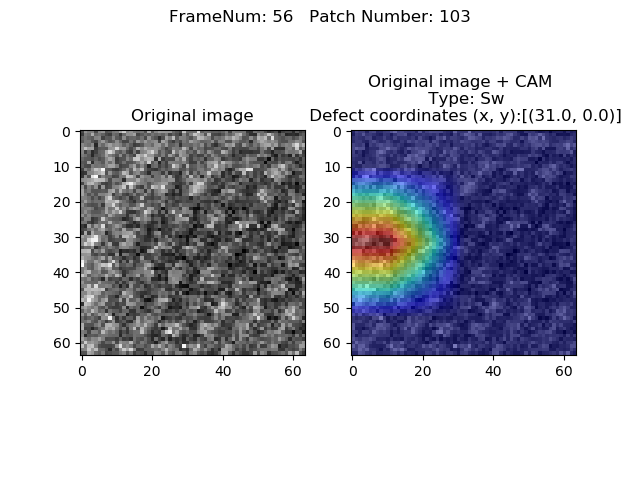 FrameNum: 56   Patch Number: 103
Original image
Original image + CAM
Type: Sw
Defect coordinates (x, y):[(31.0, 0.0)]
0
10
20
30
40
50
60
0 20 40 60
0
10
20
30
40
50
60
0 20 40 60